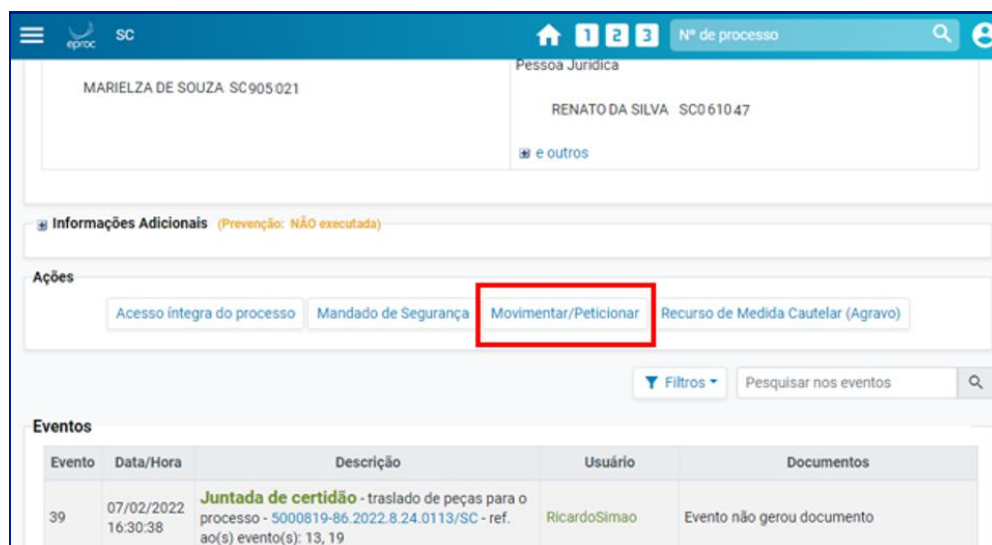 eproc SC 1 2 3 Nº de processo
Pessoa Jurídica
MARIELZA DE SOUZA SC905021
RENATO DA SILVA SC061047
e outros
Informações Adicionais (Prevenção: NÃO executada)
Ações
Acesso íntegra do processo Mandado de Segurança Movimentar/Peticionar Recurso de Medida Cautelar (Agravo)
Filtros Pesquisar nos eventos
Eventos
Evento Data/Hora Descrição Usuário Documentos
39 07/02/2022 16:30:38 Juntada de certidão - traslado de peças para o
processo - 5000819-86.2022.8.24.0113/SC - ref. RicardoSimao Evento não gerou documento
ao(s) evento(s): 13, 19